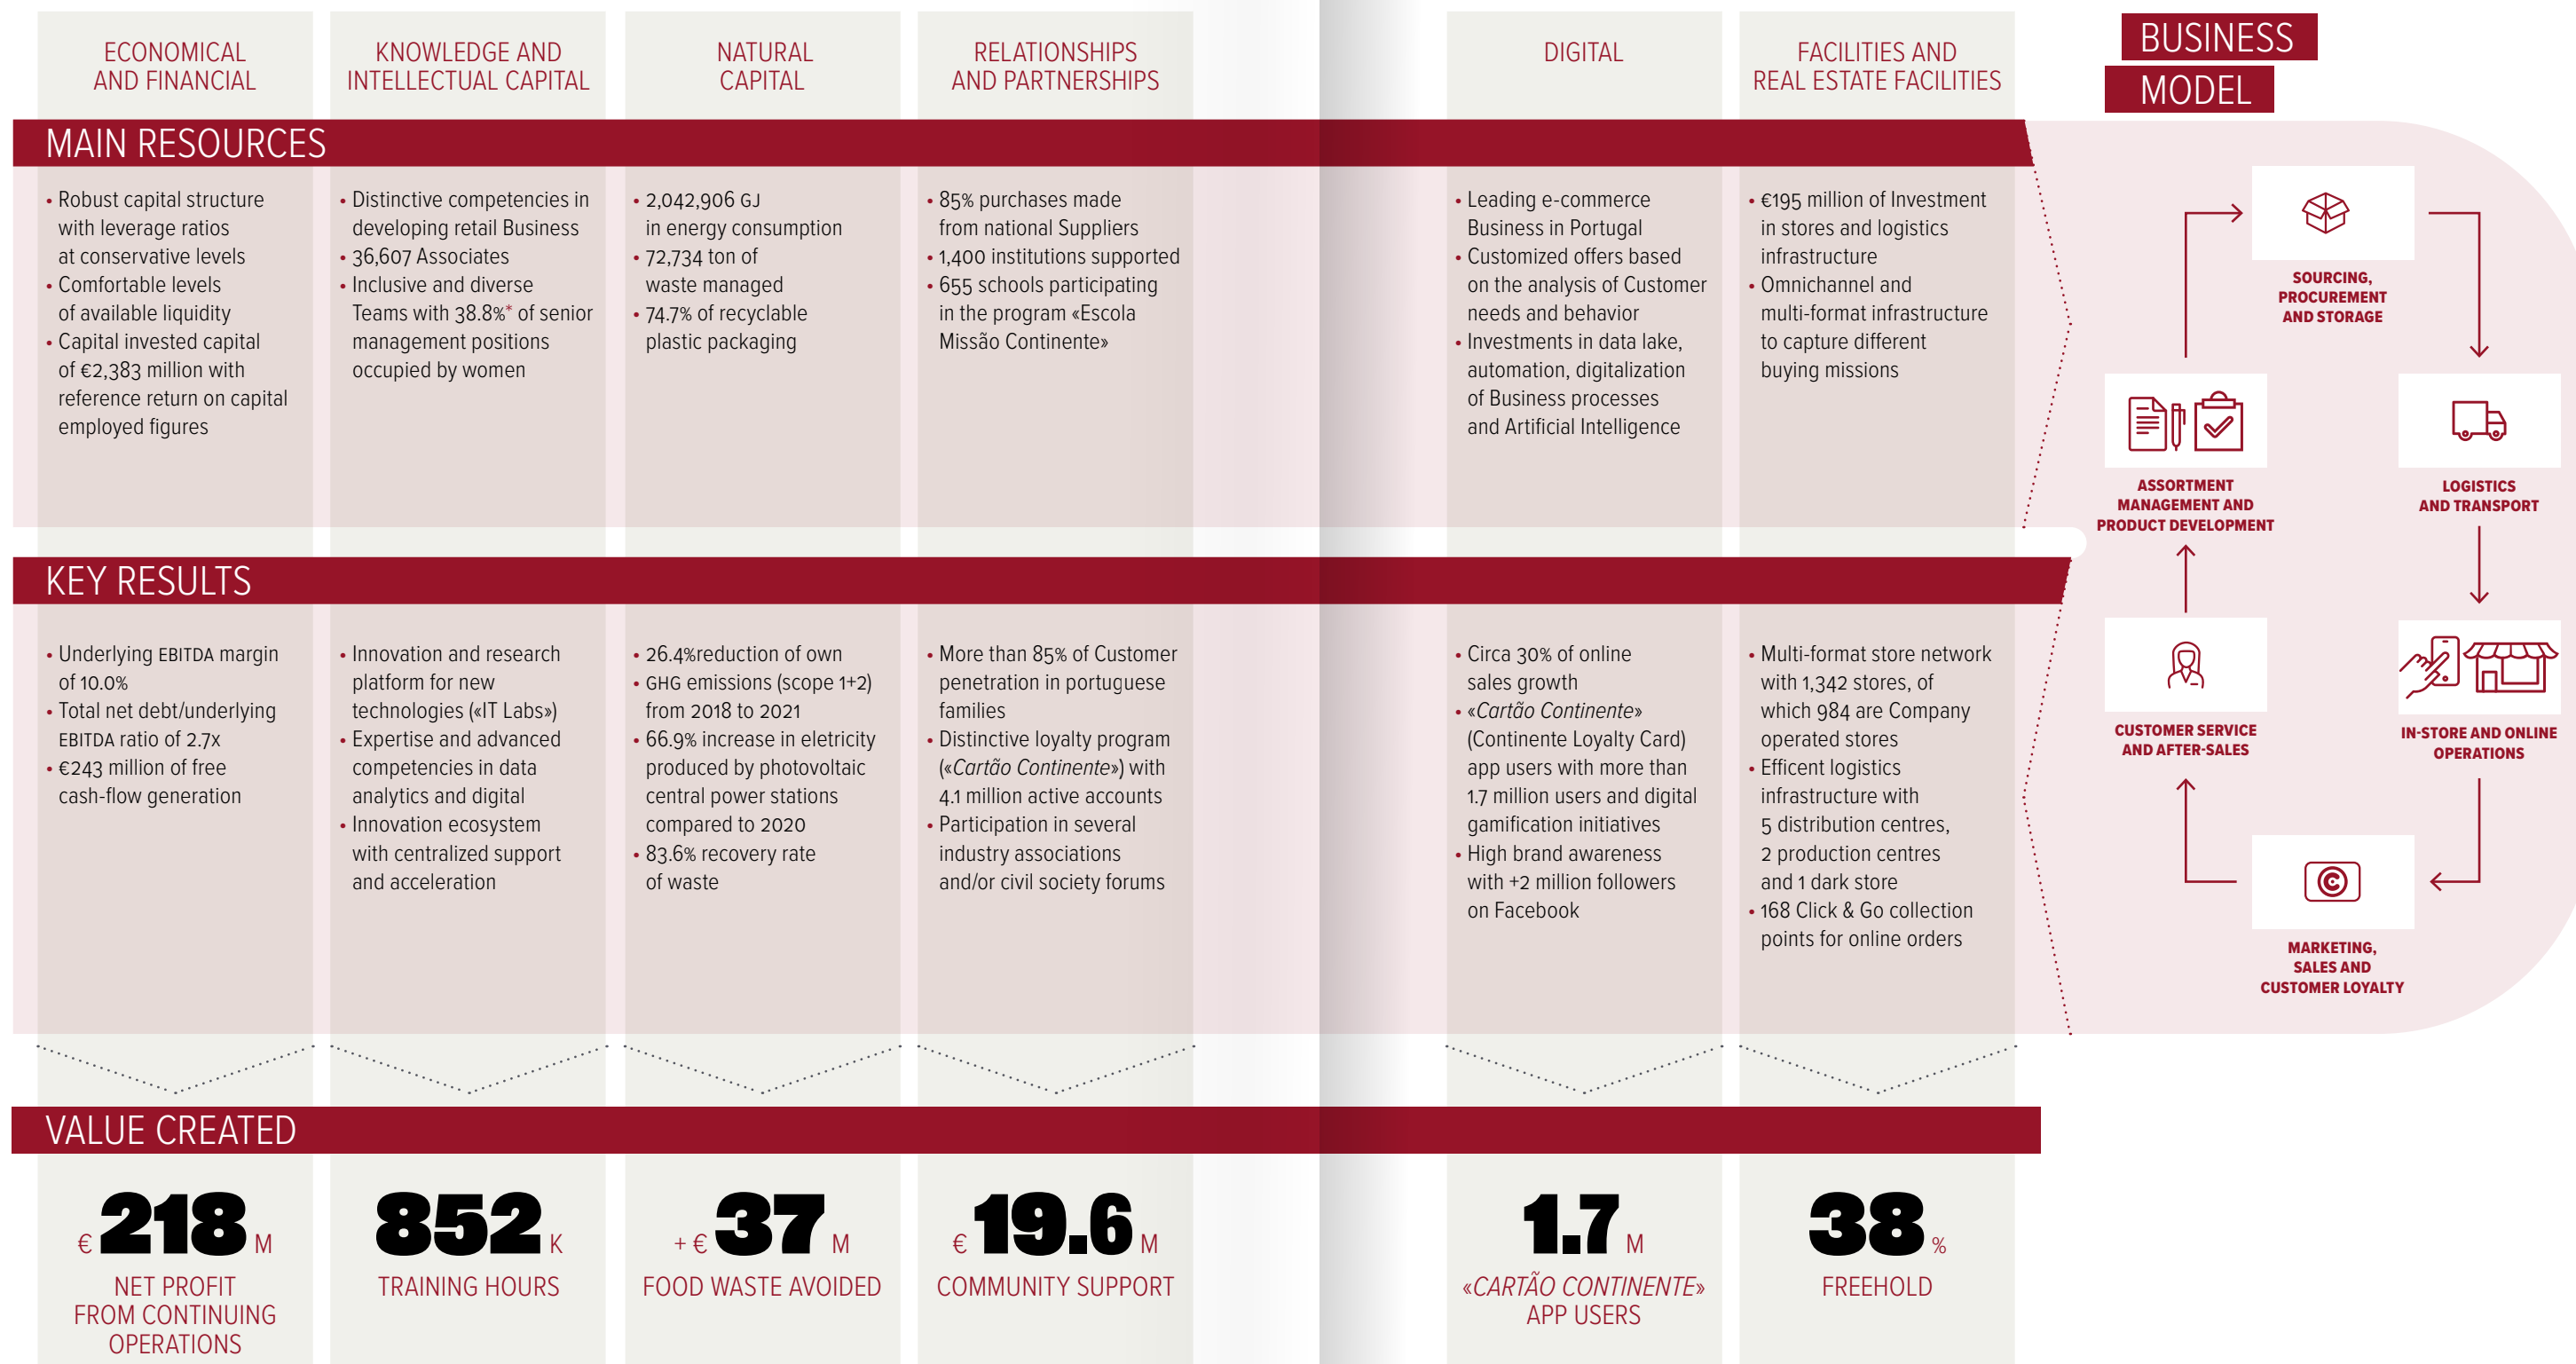 ECONOMICAL
AND FINANCIAL
KNOWLEDGE AND
INTELLECTUAL CAPITAL
NATURAL
CAPITAL
RELATIONSHIPS
AND PARTNERSHIPS
DIGITAL
FACILITIES AND
REAL ESTATE FACILITIES
BUSINESS
MODEL
MAIN RESOURCES
• Robust capital structure
with leverage ratios
at conservative levels
• Comfortable levels
of available liquidity
• Capital invested capital
of €2,383 million with
reference return on capital
employed figures
• Distinctive competencies in
developing retail Business
• 36,607 Associates
• Inclusive and diverse
Teams with 38.8%* of senior
management positions
occupied by women
• 2,042,906 GJ
in energy consumption
• 72,734 ton of
waste managed
• 74.7% of recyclable
plastic packaging
• 85% purchases made
from national Suppliers
• 1,400 institutions supported
• 655 schools participating
in the program «Escola
Missão Continente»
• Leading e-commerce
Business in Portugal
• Customized offers based
on the analysis of Customer
needs and behavior
• Investments in data lake,
automation, digitalization
of Business processes
and Artificial Intelligence
• €195 million of Investment
in stores and logistics
infrastructure
• Omnichannel and
multi-format infrastructure
to capture different
buying missions
KEY RESULTS
• Underlying EBITDA margin
of 10.0%
• Total net debt/underlying
EBITDA ratio of 2.7x
• €243 million of free
cash-flow generation
• Innovation and research
platform for new
technologies («IT Labs»)
• Expertise and advanced
competencies in data
analytics and digital
• Innovation ecosystem
with centralized support
and acceleration
• 26.4%reduction of own
• GHG emissions (scope 1+2)
from 2018 to 2021
• 66.9% increase in eletricity
produced by photovoltaic
central power stations
compared to 2020
• 83.6% recovery rate
of waste
• More than 85% of Customer
penetration in portuguese
families
• Distinctive loyalty program
(«Cartão Continente») with
4.1 million active accounts
• Participation in several
industry associations
and/or civil society forums
• Circa 30% of online
sales growth
• «Cartão Continente»
(Continente Loyalty Card)
app users with more than
1.7 million users and digital
gamification initiatives
• High brand awareness
with +2 million followers
on Facebook
• Multi-format store network
with 1,342 stores, of
which 984 are Company
operated stores
• Efficent logistics
infrastructure with
5 distribution centres,
2 production centres
and 1 dark store
• 168 Click & Go collection
points for online orders
SOURCING,
PROCUREMENT
AND STORAGE
LOGISTICS
AND TRANSPORT
IN-STORE AND ONLINE
OPERATIONS
MARKETING,
SALES AND
CUSTOMER LOYALTY
CUSTOMER SERVICE
AND AFTER-SALES
ASSORTMENT
MANAGEMENT AND
PRODUCT DEVELOPMENT
VALUE CREATED
€ 218 M
NET PROFIT
FROM CONTINUING
OPERATIONS
852 K
TRAINING HOURS
+ € 37 M
FOOD WASTE AVOIDED
€ 19.6 M
COMMUNITY SUPPORT
1.7 M
«CARTÃO CONTINENTE»
APP USERS
38 %
FREEHOLD